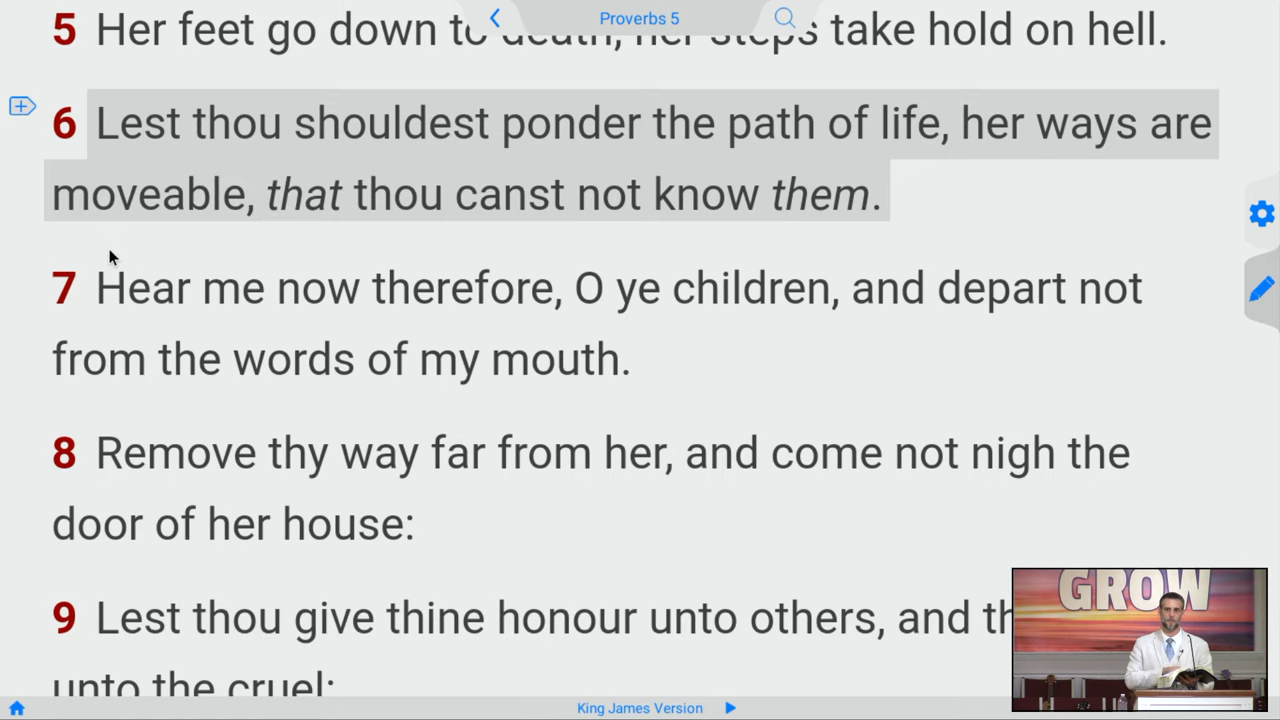 Proverbs 5
5 Her feet go down to death, her steps take hold on hell.
6 Lest thou shouldest ponder the path of life, her ways are
moveable, that thou canst not know them.
7 Hear me now therefore, O ye children, and depart not
from the words of my mouth.
8 Remove thy way far from her, and come not nigh the
door of her house:
9 Lest thou give thine honour unto others, and
unto the cruel:
GROW
King James Version